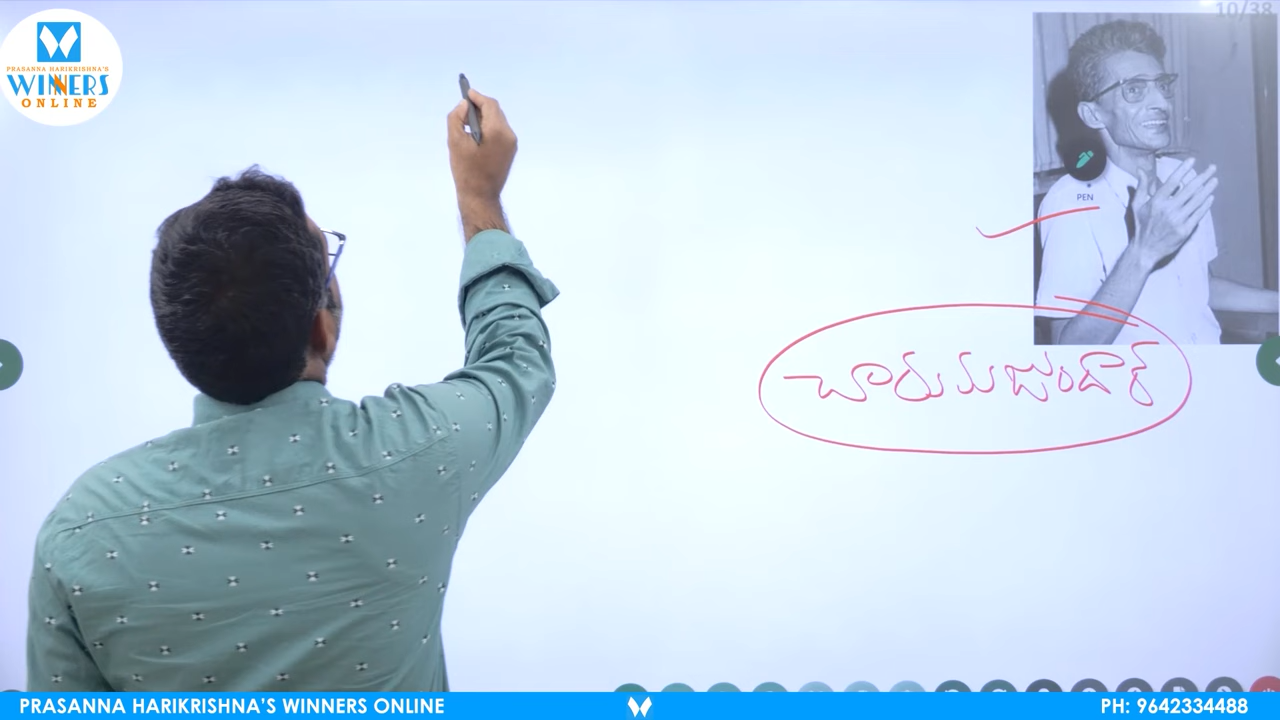 10/38
PRASANNA HARIKRISHNA'S
WINNERS
ONLINE
PEN
చారుమజుందార్
PRASANNA HARIKRISHNA'S WINNERS ONLINE
PH: 9642334488